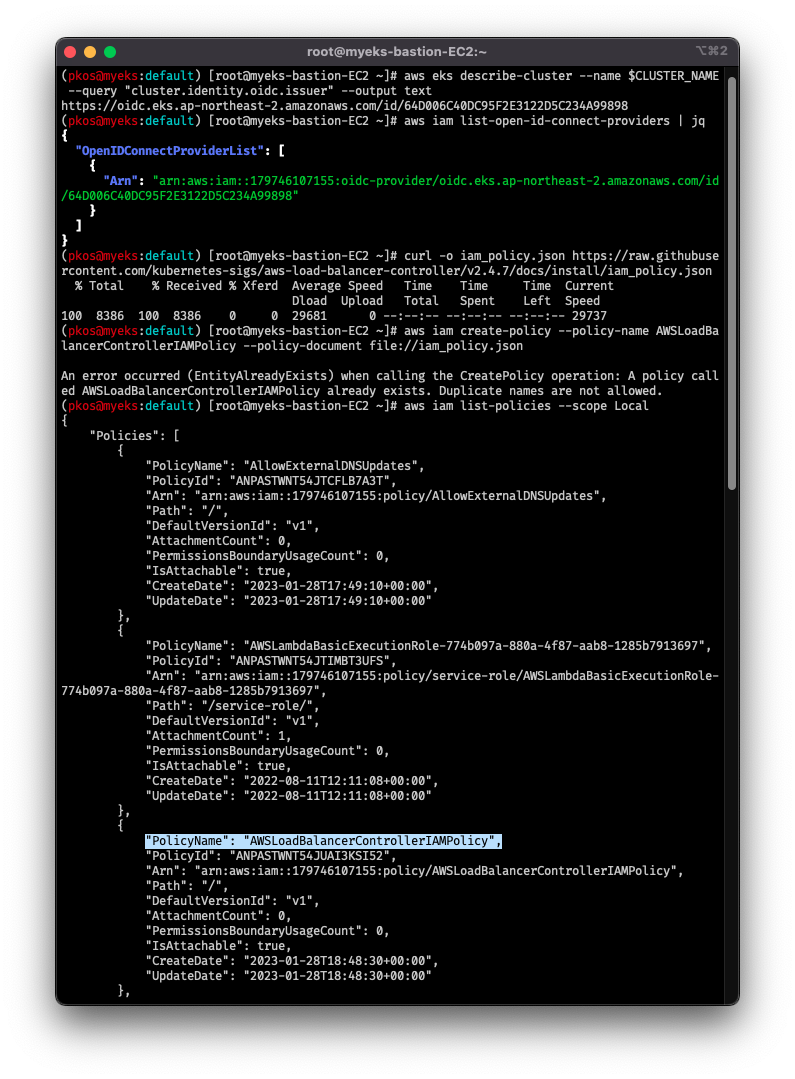 root@myeks-bastion-EC2:~
⌥⌘2
(pkos@myeks:default) [root@myeks-bastion-EC2 ~]# aws eks describe-cluster --name $CLUSTER_NAME
 --query "cluster.identity.oidc.issuer" --output text
https://oidc.eks.ap-northeast-2.amazonaws.com/id/64D006C40DC95F2E3122D5C234A99898
(pkos@myeks:default) [root@myeks-bastion-EC2 ~]# aws iam list-open-id-connect-providers | jq
{
  "OpenIDConnectProviderList": [
    {
      "Arn": "arn:aws:iam::179746107155:oidc-provider/oidc.eks.ap-northeast-2.amazonaws.com/id
/64D006C40DC95F2E3122D5C234A99898"
    }
  ]
}
(pkos@myeks:default) [root@myeks-bastion-EC2 ~]# curl -o iam_policy.json https://raw.githubuse
rcontent.com/kubernetes-sigs/aws-load-balancer-controller/v2.4.7/docs/install/iam_policy.json
  % Total    % Received % Xferd  Average Speed   Time    Time     Time  Current
                                 Dload  Upload   Total   Spent    Left  Speed
100  8386  100  8386    0     0  29681      0 --:--:-- --:--:-- --:--:-- 29737
(pkos@myeks:default) [root@myeks-bastion-EC2 ~]# aws iam create-policy --policy-name AWSLoadBa
lancerControllerIAMPolicy --policy-document file://iam_policy.json

An error occurred (EntityAlreadyExists) when calling the CreatePolicy operation: A policy call
ed AWSLoadBalancerControllerIAMPolicy already exists. Duplicate names are not allowed.
(pkos@myeks:default) [root@myeks-bastion-EC2 ~]# aws iam list-policies --scope Local
{
    "Policies": [
        {
            "PolicyName": "AllowExternalDNSUpdates",
            "PolicyId": "ANPASTWNT54JTCFLB7A3T",
            "Arn": "arn:aws:iam::179746107155:policy/AllowExternalDNSUpdates",
            "Path": "/",
            "DefaultVersionId": "v1",
            "AttachmentCount": 0,
            "PermissionsBoundaryUsageCount": 0,
            "IsAttachable": true,
            "CreateDate": "2023-01-28T17:49:10+00:00",
            "UpdateDate": "2023-01-28T17:49:10+00:00"
        },
        {
            "PolicyName": "AWSLambdaBasicExecutionRole-774b097a-880a-4f87-aab8-1285b7913697",
            "PolicyId": "ANPASTWNT54JTIMBT3UFS",
            "Arn": "arn:aws:iam::179746107155:policy/service-role/AWSLambdaBasicExecutionRole-
774b097a-880a-4f87-aab8-1285b7913697",
            "Path": "/service-role/",
            "DefaultVersionId": "v1",
            "AttachmentCount": 1,
            "PermissionsBoundaryUsageCount": 0,
            "IsAttachable": true,
            "CreateDate": "2022-08-11T12:11:08+00:00",
            "UpdateDate": "2022-08-11T12:11:08+00:00"
        },
        {
            "PolicyName": "AWSLoadBalancerControllerIAMPolicy",
            "PolicyId": "ANPASTWNT54JUAI3KSI52",
            "Arn": "arn:aws:iam::179746107155:policy/AWSLoadBalancerControllerIAMPolicy",
            "Path": "/",
            "DefaultVersionId": "v1",
            "AttachmentCount": 0,
            "PermissionsBoundaryUsageCount": 0,
            "IsAttachable": true,
            "CreateDate": "2023-01-28T18:48:30+00:00",
            "UpdateDate": "2023-01-28T18:48:30+00:00"
        },